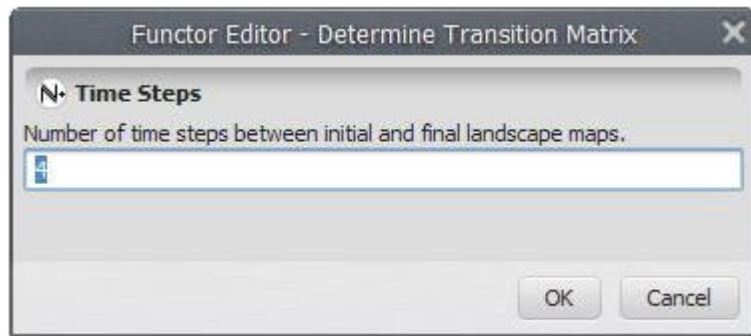 Functor Editor - Determine Transition Matrix
N+ Time Steps
Number of time steps between initial and final landscape maps.
4
OK Cancel